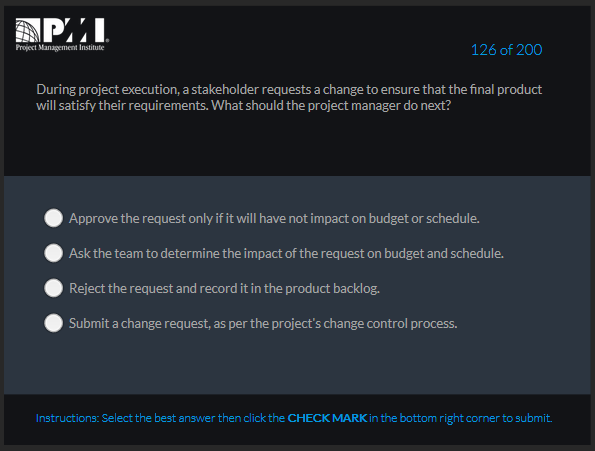 PMI
Project Management Institute
126 of 200
During project execution, a stakeholder requests a change to ensure that the final product
will satisfy their requirements. What should the project manager do next?
Approve the request only if it will have not impact on budget or schedule.
Ask the team to determine the impact of the request on budget and schedule.
Reject the request and record it in the product backlog.
Submit a change request, as per the project's change control process.
Instructions: Select the best answer then click the CHECK MARK in the bottom right corner to submit.